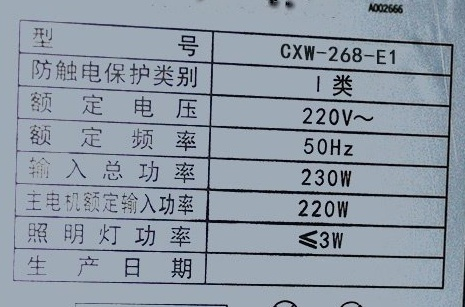 A002666
型号 CXW-268-E1
防触电保护类别 I 类
额定电压 220V～
额定频率 50Hz
输入总功率 230W
主电机额定输入功率 220W
照明灯功率 ≤3W
生产日期